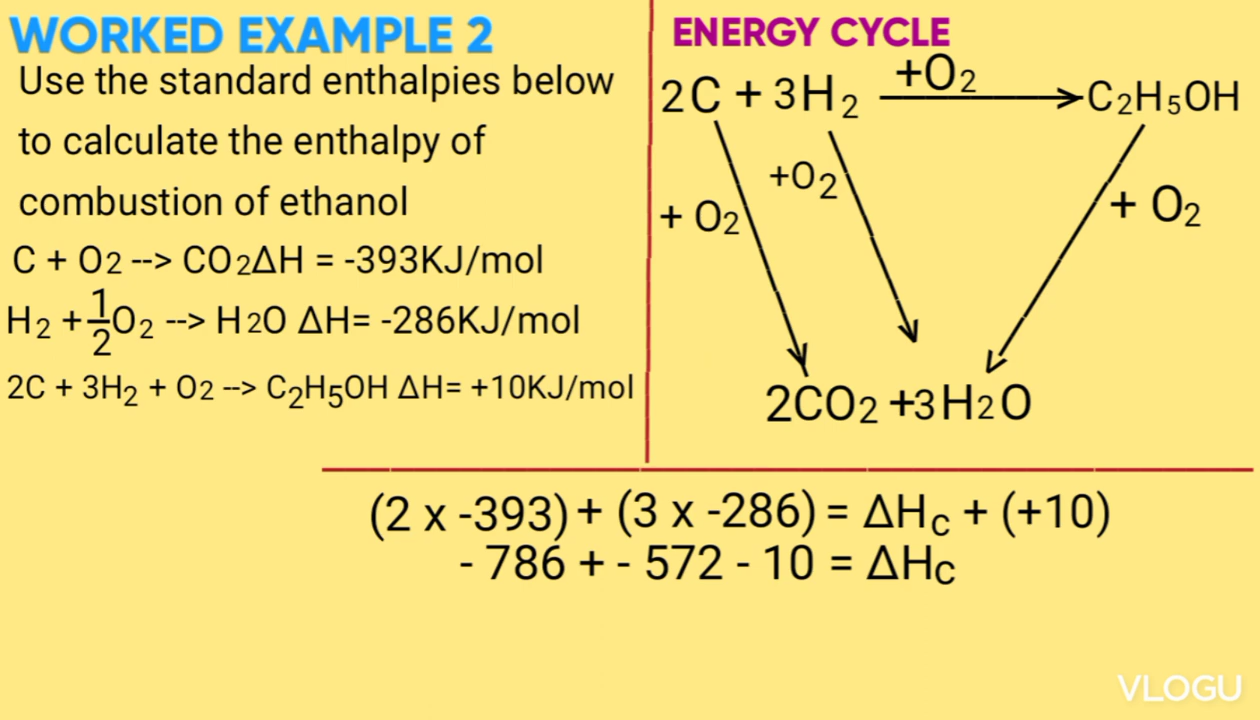 WORKED EXAMPLE 2
Use the standard enthalpies below
to calculate the enthalpy of
combustion of ethanol
C + O2 --> CO2ΔH = -393KJ/mol
H2 + 1/2O2 --> H2O ΔH= -286KJ/mol
2C + 3H2 + O2 --> C2H5OH ΔH= +10KJ/mol
ENERGY CYCLE
+O2
2C + 3H2 → C2H5OH
+O2
+ O2
+ O2
2CO2 +3H2O
(2 x -393) + (3 x -286) = ΔHC + (+10)
- 786 + - 572 - 10 = ΔHC
VLOGU